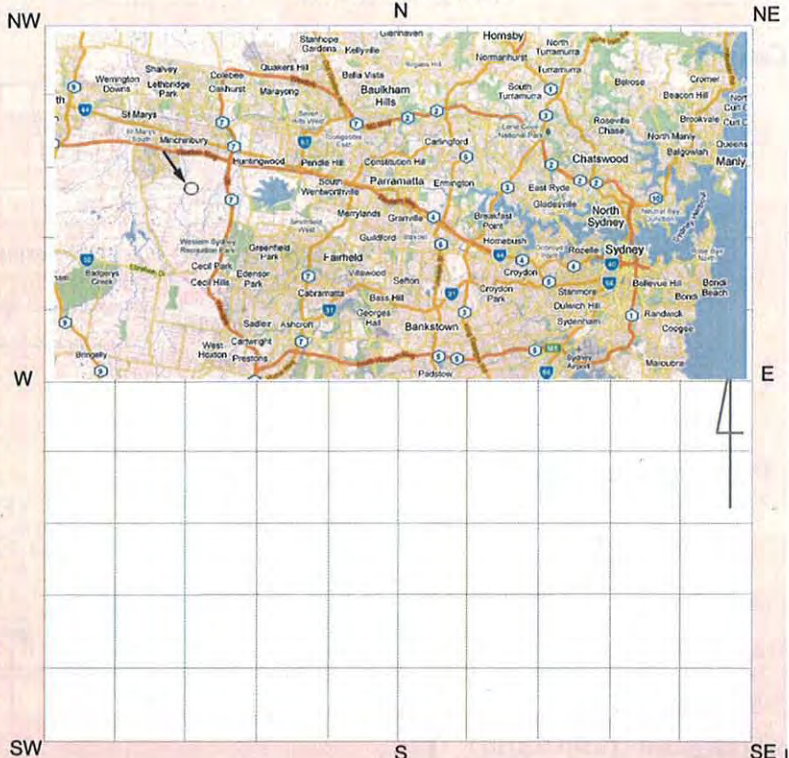 NW N NE
Stanhope Gardens
Glenhaven
Kellyville
Hornsby
Normanhurst
North Turramurra
Turramurra
Shalvey
Werrington Downs
Lethbridge Park
Colebee
Oakhurst
Quakers Hill
Marayong
Bella Vista
Baulkham Hills
South Turramurra
Belrose
Cromer
Beacon Hill
St Marys
Roseville Chase
Brookvale
North Manly
Balgowlah
Manly
Minchinbury
Carlingford
Chatswood
Huntingwood
Pendle Hill
Constitution Hill
South Wentworthville
Parramatta
Ermington
East Ryde
Gladesville
North Sydney
Merrylands
Granville
Breakfast Point
Guildford
Homebush
Rozelle
Sydney
Western Sydney Recreation Park
Greenfield Park
Fairfield
Cecil Park
Cecil Hills
Edensor Park
Villawood
Sefton
Croydon
Croydon Park
Badgerys Creek
Cabramatta
Bass Hill
Georges Hall
Stanmore
Dulwich Hill
Sydenham
Bellevue Hill
Bondi
Bondi Beach
Randwick
Coogee
Sadleir
Ashcroft
Bankstown
West Hoxton
Cartwright
Prestons
Bringelly
Padstow
Sydney Airport
Maroubra
W E
SW S SE